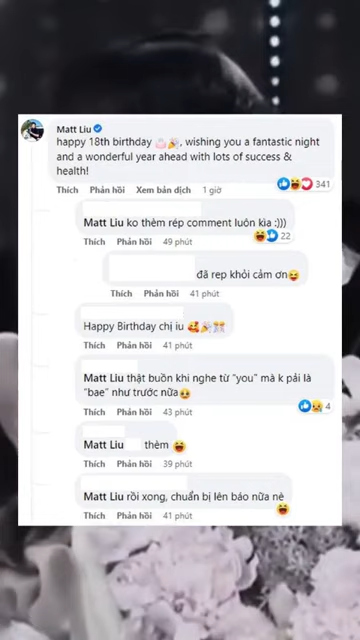 Matt Liu
happy 18th birthday 🎂🎉, wishing you a fantastic night
and a wonderful year ahead with lots of success &
health!
Thích Phản hồi Xem bản dịch 1 giờ
341
Matt Liu ko thèm rép comment luôn kìa :)))
Thích Phản hồi 49 phút
22
đã rep khỏi cảm ơn😆
Thích Phản hồi 41 phút
Happy Birthday chị iu 🥰🎉🎊
Thích Phản hồi 41 phút
Matt Liu thật buồn khi nghe từ "you" mà k pải là
"bae" như trước nữa🥺
4
Thích Phản hồi 43 phút
Matt Liu thêm 😆
Thích Phản hồi 39 phút
Matt Liu rồi xong, chuẩn bị lên báo nữa nè
Thích Phản hồi 41 phút